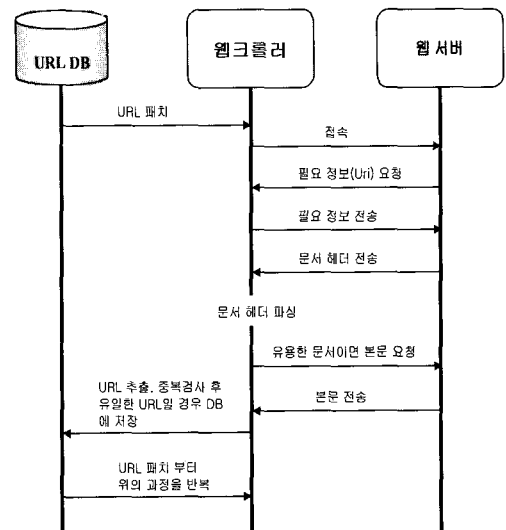 URL DB
웹크롤러
웹 서버
URL 패치
접속
필요 정보(Uri) 요청
필요 정보 전송
문서 헤더 전송
문서 헤더 파싱
유용한 문서이면 본문 요청
URL 추출, 중복검사 후
유일한 URL일 경우 DB
에 저장
본문 전송
URL 패치 부터
위의 과정을 반복